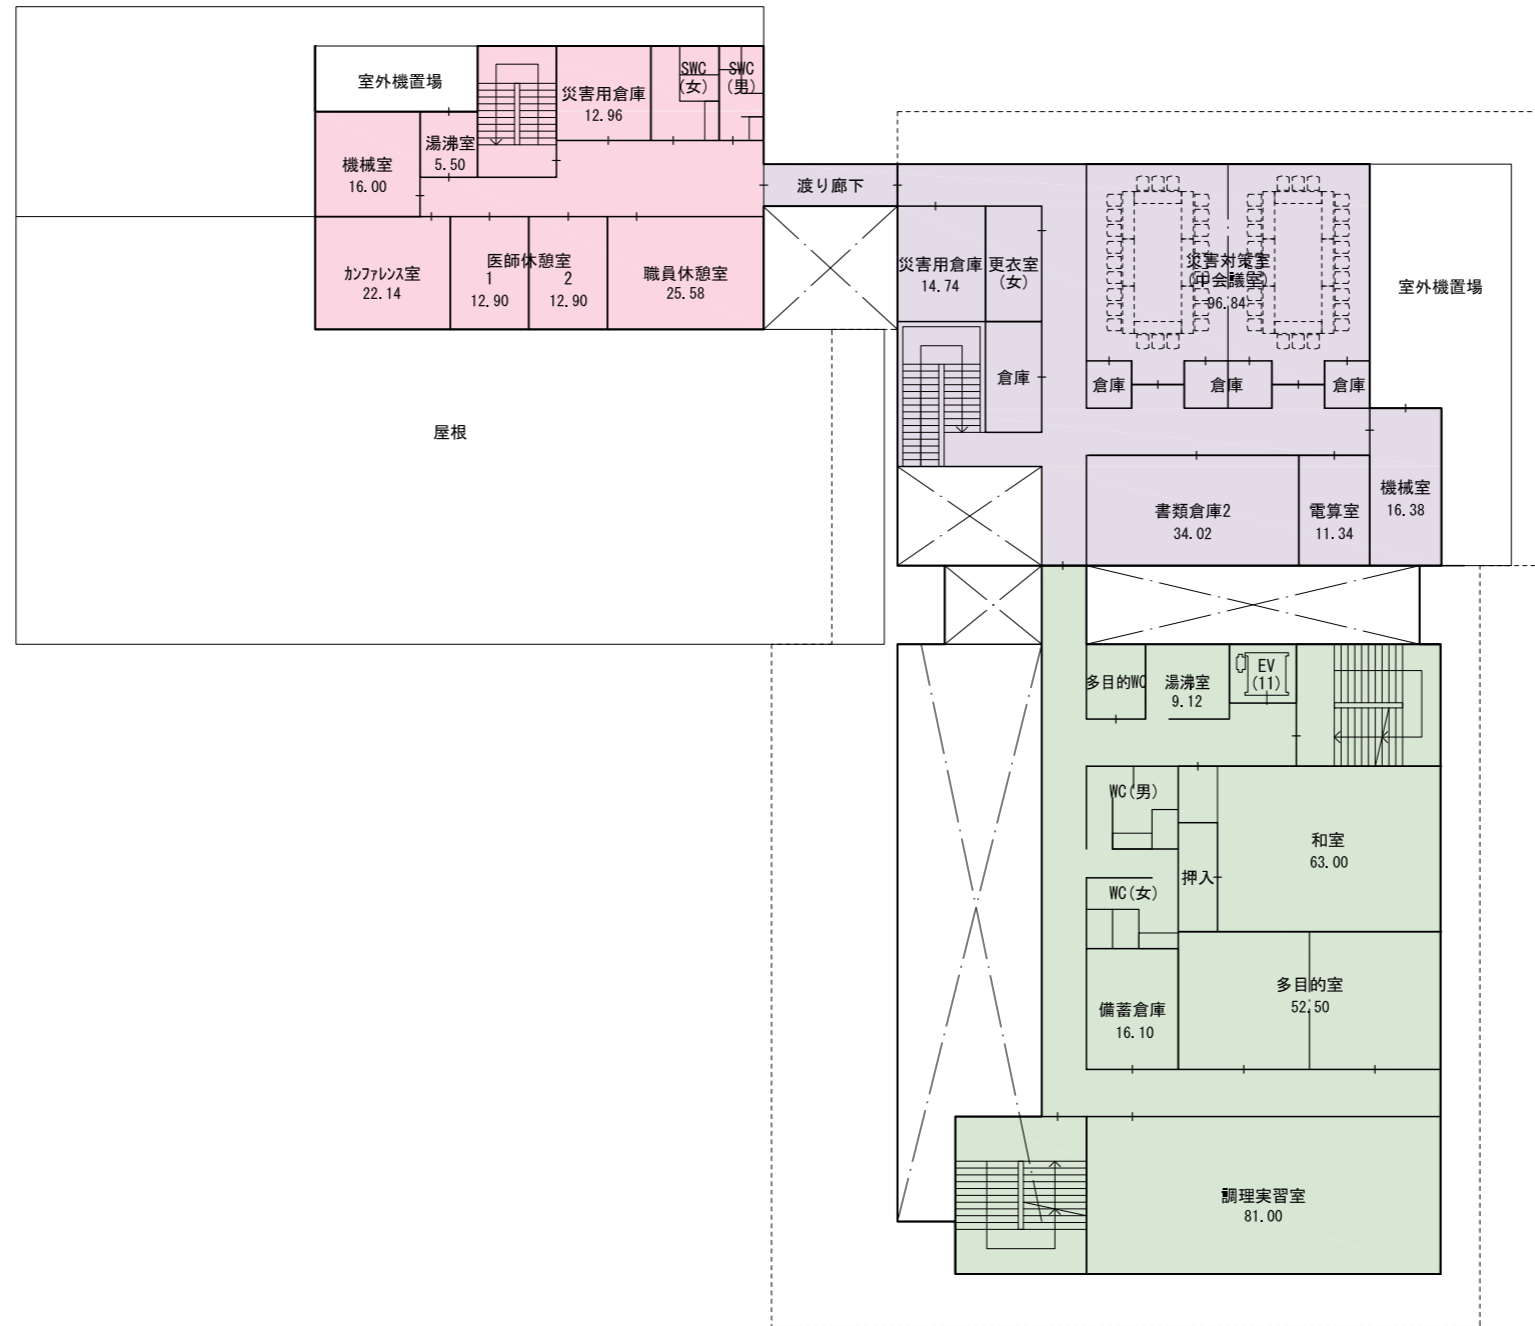 室外機置場
災害用倉庫
12.96
SWC
(女)
SWC
(男)
機械室
16.00
湯沸室
5.50
渡り廊下
カンファレンス室
22.14
医師休憩室
1
12.90
2
12.90
職員休憩室
25.58
災害用倉庫
14.74
更衣室
(女)
災害対策室
(中会議室)
96.84
室外機置場
倉庫
倉庫
倉庫
倉庫
屋根
書類倉庫2
34.02
電算室
11.34
機械室
16.38
多目的WC
湯沸室
9.12
EV
(11)
WC(男)
和室
63.00
押入
WC(女)
備蓄倉庫
16.10
多目的室
52.50
調理実習室
81.00